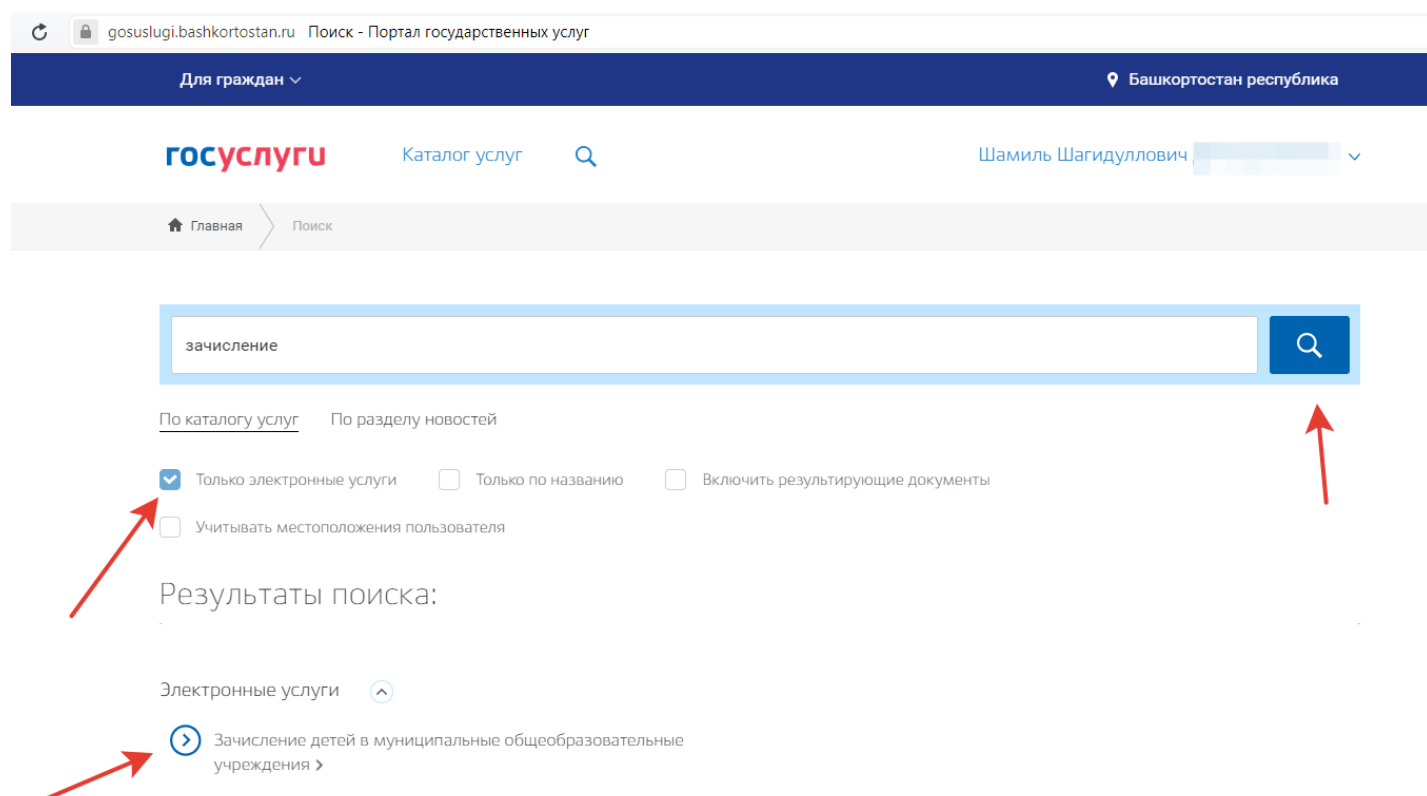 gosuslugi.bashkortostan.ru Поиск - Портал государственных услуг
Для граждан Башкортостан республика
госуслуги Каталог услуг Шамиль Шагидуллович
Главная Поиск
зачисление
По каталогу услуг По разделу новостей
Только электронные услуги Только по названию Включить результирующие документы
Учитывать местоположения пользователя
Результаты поиска:
Электронные услуги
Зачисление детей в муниципальные общеобразовательные
учреждения